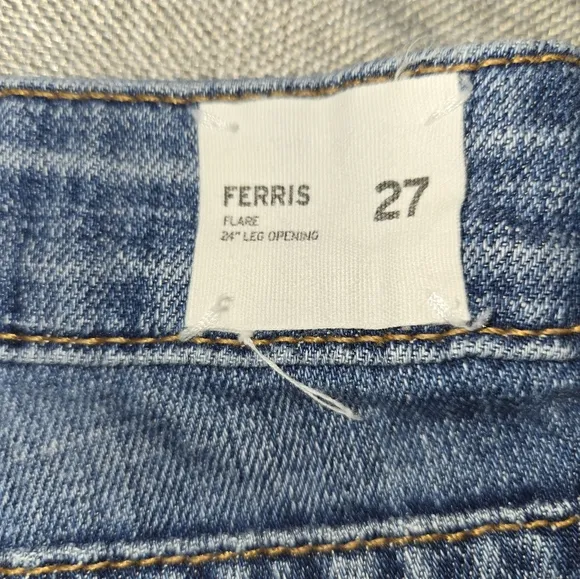 FERRIS
27
FLARE
24" LEG OPENING